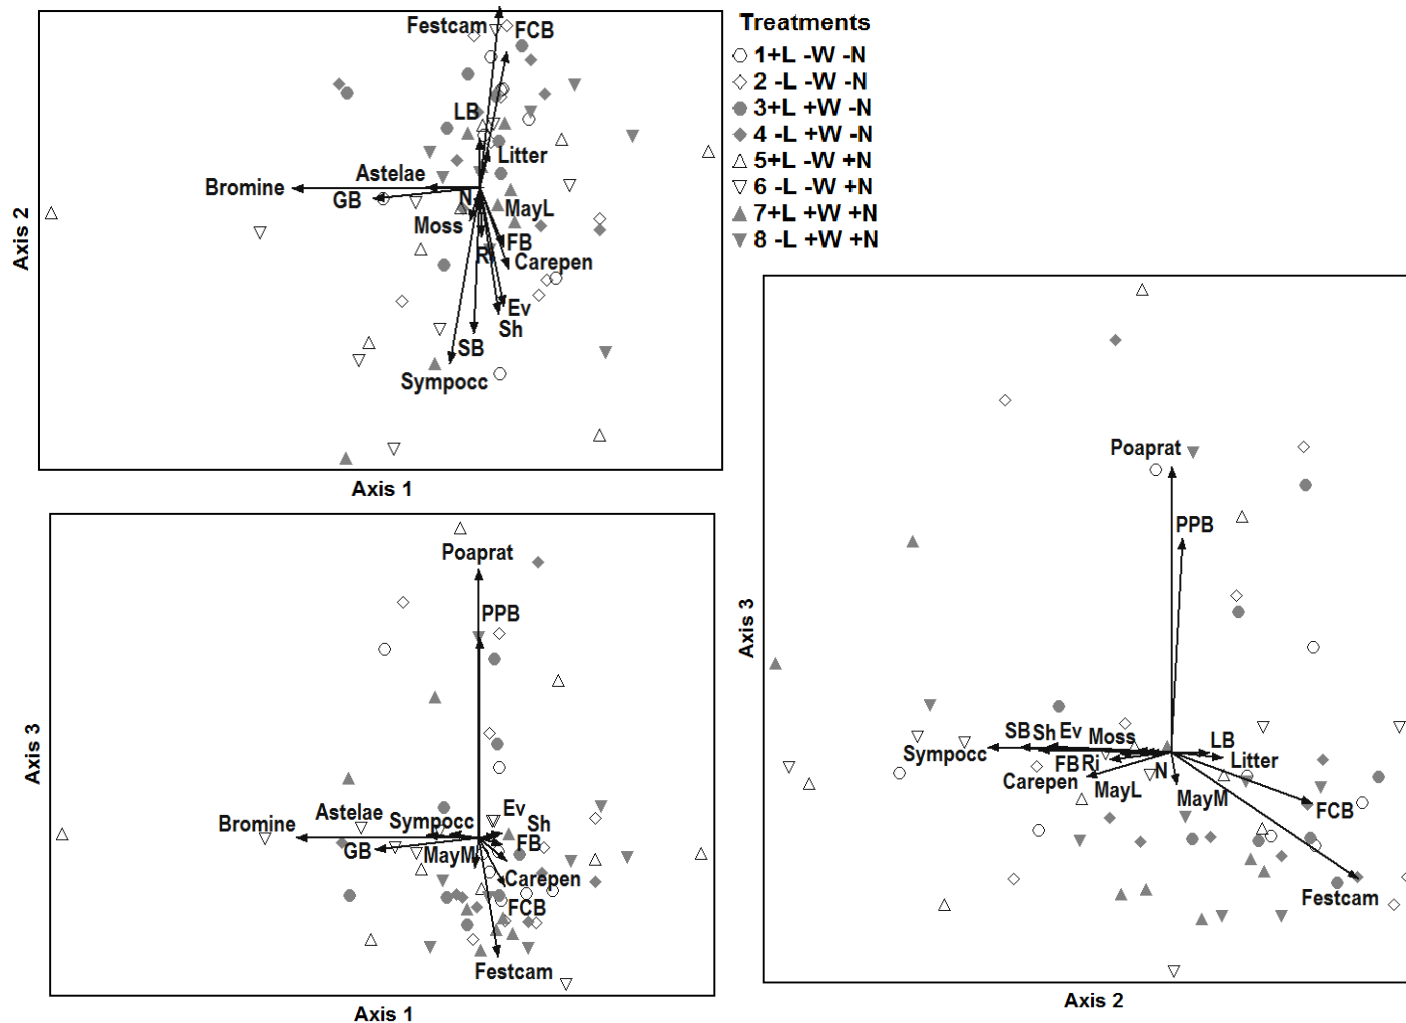 Treatments
1+L -W -N
2 -L -W -N
3+L +W -N
4 -L +W -N
5+L -W +N
6 -L -W +N
7+L +W +N
8 -L +W +N
Festcam
FCB
LB
Litter
Astelae
Bromine
GB
N
MayL
Moss
FB
R
Carepen
Ev
Sh
SB
Sympocc
Axis 2
Axis 1
Poaprat
PPB
Astelae
Bromine
Sympocc
Ev
Sh
GB
MayM
FB
Carepen
FCB
Festcam
Axis 3
Axis 1
Poaprat
PPB
SB
Sh
Ev
Moss
LB
Sympocc
FB
Ri
N
Litter
Carepen
MayL
MayM
FCB
Festcam
Axis 3
Axis 2